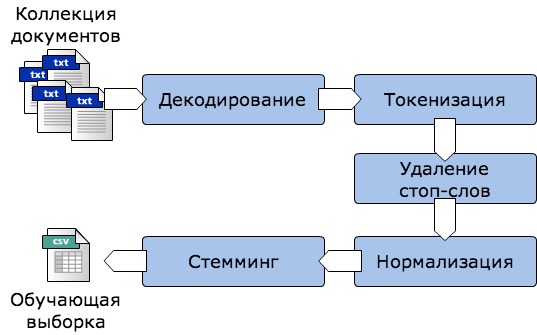 Коллекция
документов
txt
txt
txt
txt
Декодирование
Токенизация
Удаление
стоп-слов
Нормализация
Стемминг
csv
Обучающая
выборка